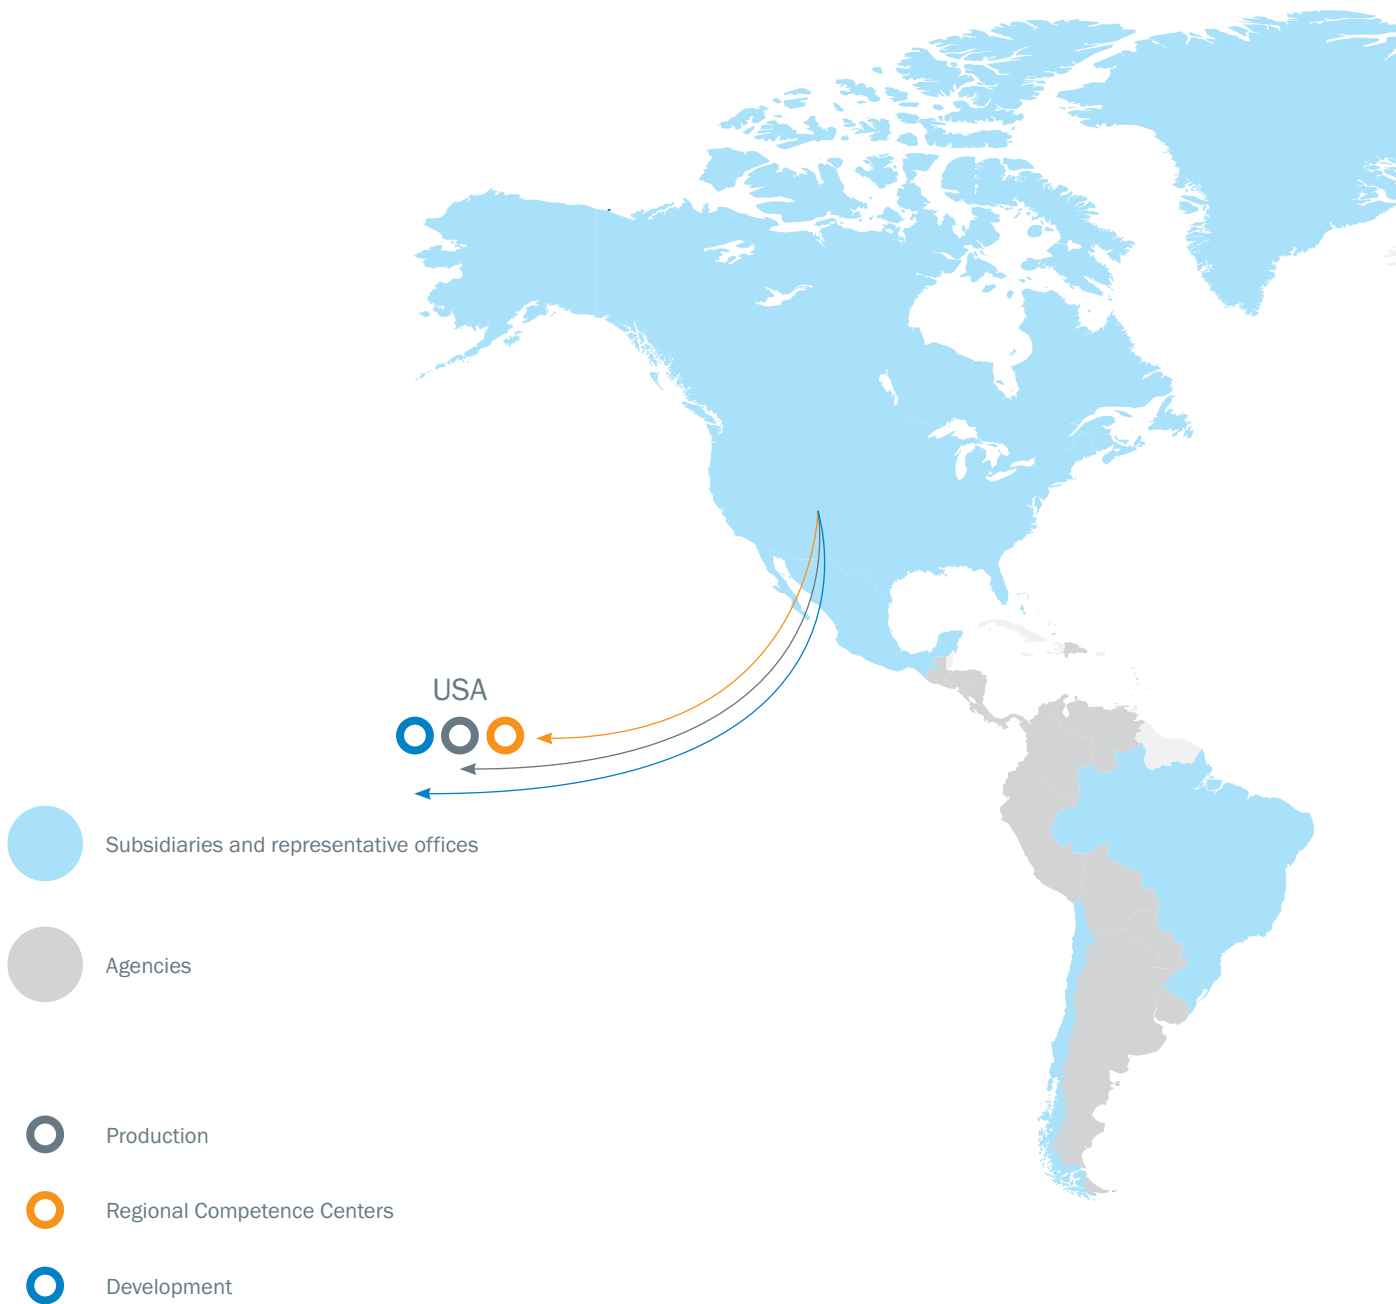 USA
Subsidiaries and representative offices
Agencies
Production
Regional Competence Centers
Development